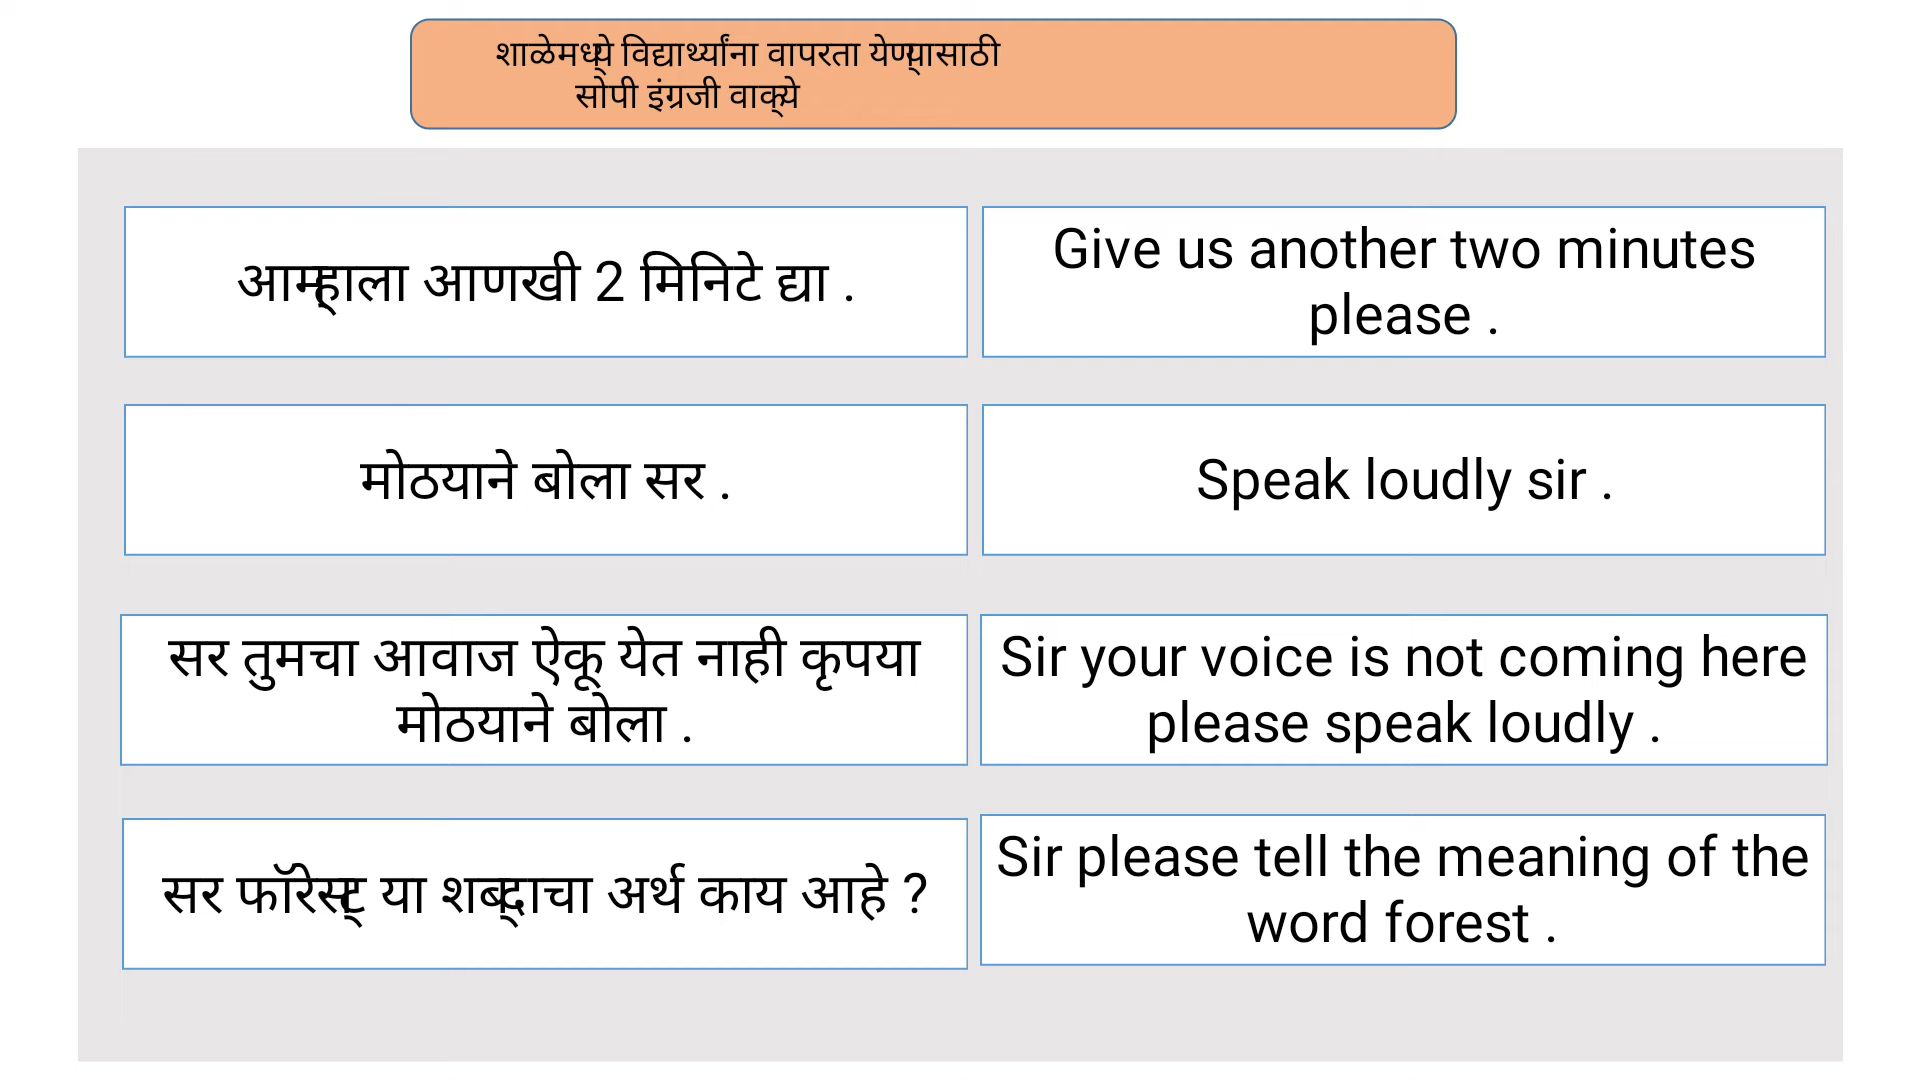 शाळेमध्ये विद्यार्थ्यांना वापरता येण्यासाठी
सोपी इंग्रजी वाक्ये
आम्हाला आणखी 2 मिनिटे द्या .
Give us another two minutes
please .
मोठयाने बोला सर .
Speak loudly sir .
सर तुमचा आवाज ऐकू येत नाही कृपया
मोठयाने बोला .
Sir your voice is not coming here
please speak loudly .
सर फॉरेस्ट या शब्दाचा अर्थ काय आहे ?
Sir please tell the meaning of the
word forest .